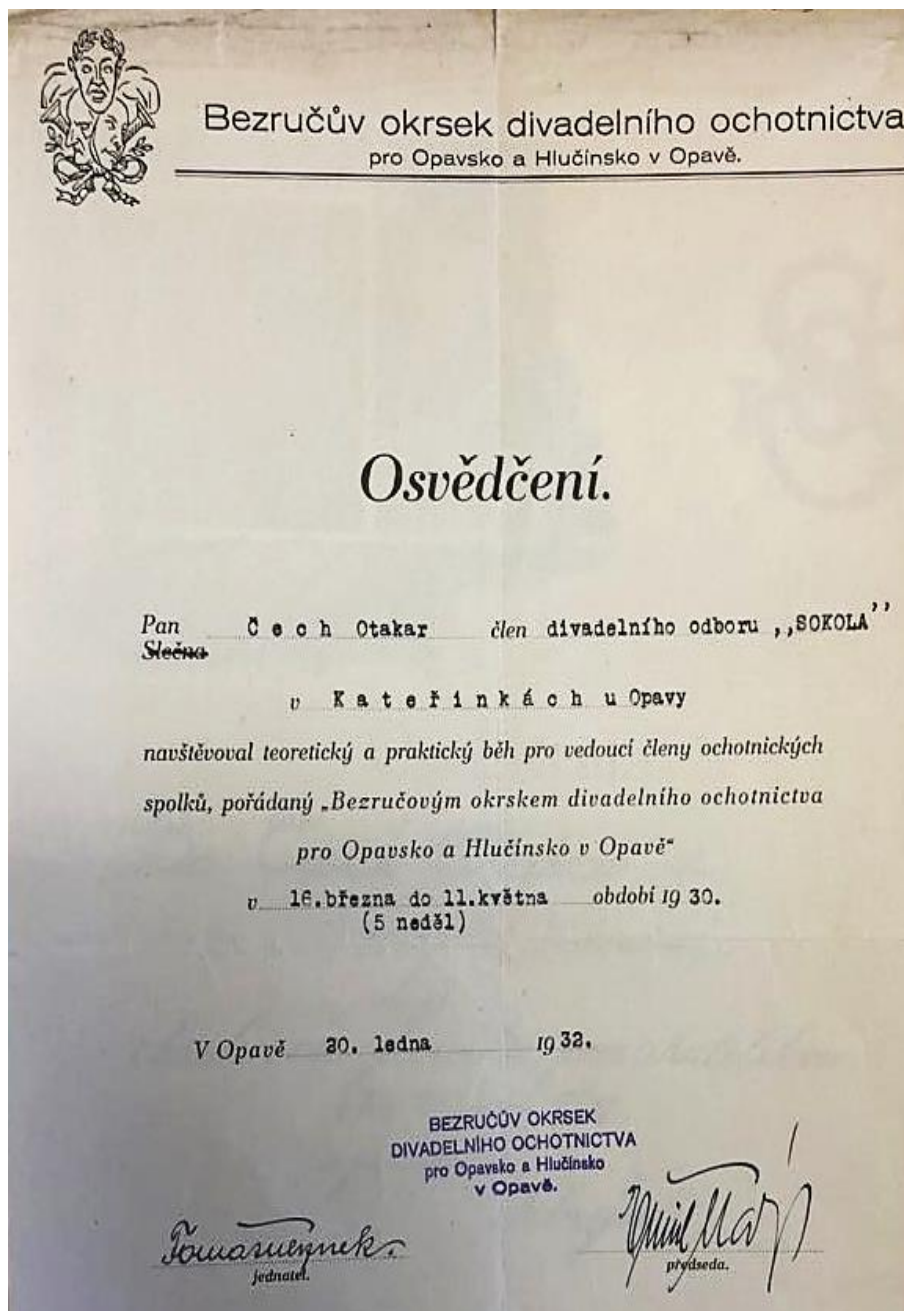 Bezručův okrsek divadelního ochotnictva
pro Opavsko a Hlučínsko v Opavě.
Osvědčení.
Pan Č e c h Otakar člen divadelního odboru ,,SOKOLA’’
Slečna
v K a t e ř i n k á c h u Opavy
navštěvoval teoretický a praktický běh pro vedoucí členy ochotnických
spolků, pořádaný „Bezručovým okrskem divadelního ochotnictva
pro Opavsko a Hlučínsko v Opavě“
v 16.března do 11.května období 19 30.
(5 neděl)
V Opavě 20. ledna 19 32.
BEZRUČŮV OKRSEK
DIVADELNÍHO OCHOTNICTVA
pro Opavsko a Hlučínsko
v Opavě.
jednatel.
předseda.